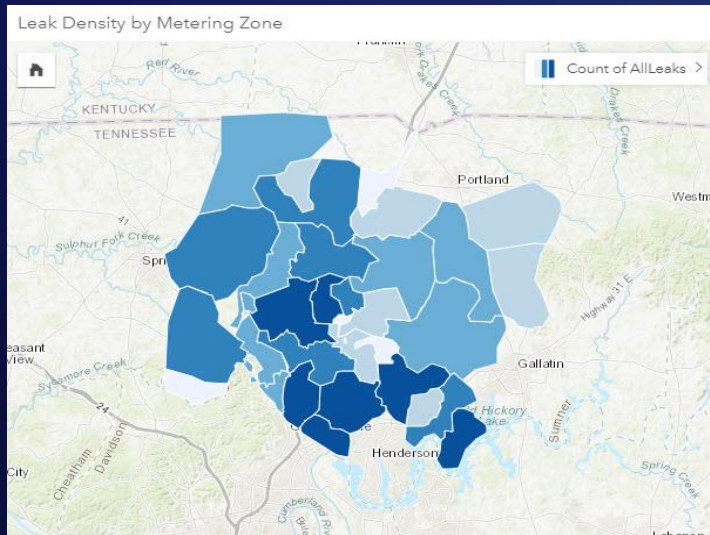 Leak Density by Metering Zone
Count of AllLeaks >
Red River
Drakes Creek
KENTUCKY
TENNESSEE
Portland
Westm
41
Sulphur Fork Creek
Spri
Highway 31 E
easant
View
Sycamore Creek
Gallatin
24
Hickory
Lake
Sumner
Henderson
City
Cheatham
Davidson
Spring Creek
Cumberland River
Lebanon